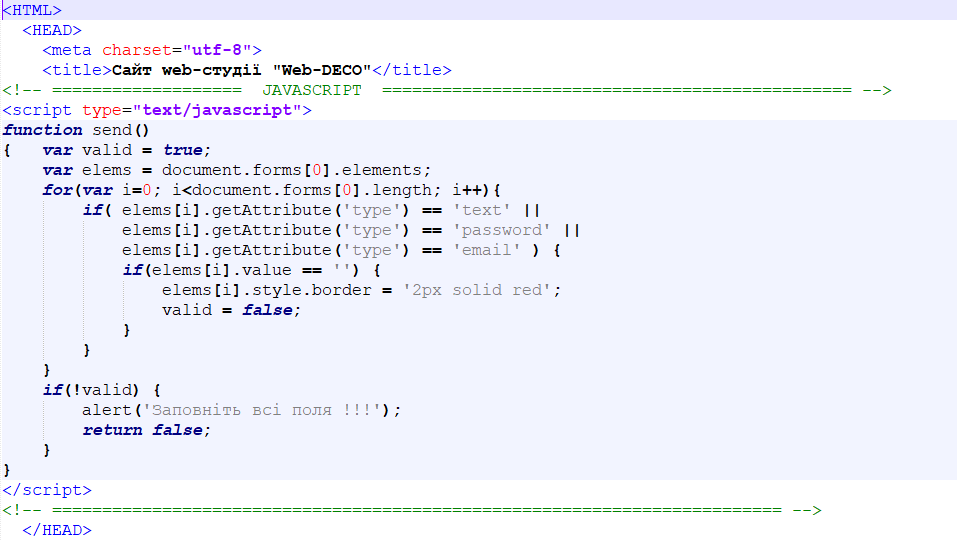 <HTML>
<HEAD>
<meta charset="utf-8">
<title>Сайт web-студії "Web-DECO"</title>
<!-- =================== JAVASCRIPT =============================================== -->
<script type="text/javascript">
function send()
{ var valid = true;
var elems = document.forms[0].elements;
for(var i=0; i<document.forms[0].length; i++){
if( elems[i].getAttribute('type') == 'text' ||
elems[i].getAttribute('type') == 'password' ||
elems[i].getAttribute('type') == 'email' ) {
if(elems[i].value == '') {
elems[i].style.border = '2px solid red';
valid = false;
}
}
}
if(!valid) {
alert('Заповніть всі поля !!!');
return false;
}
}
</script>
<!-- ========================================================================= -->
</HEAD>